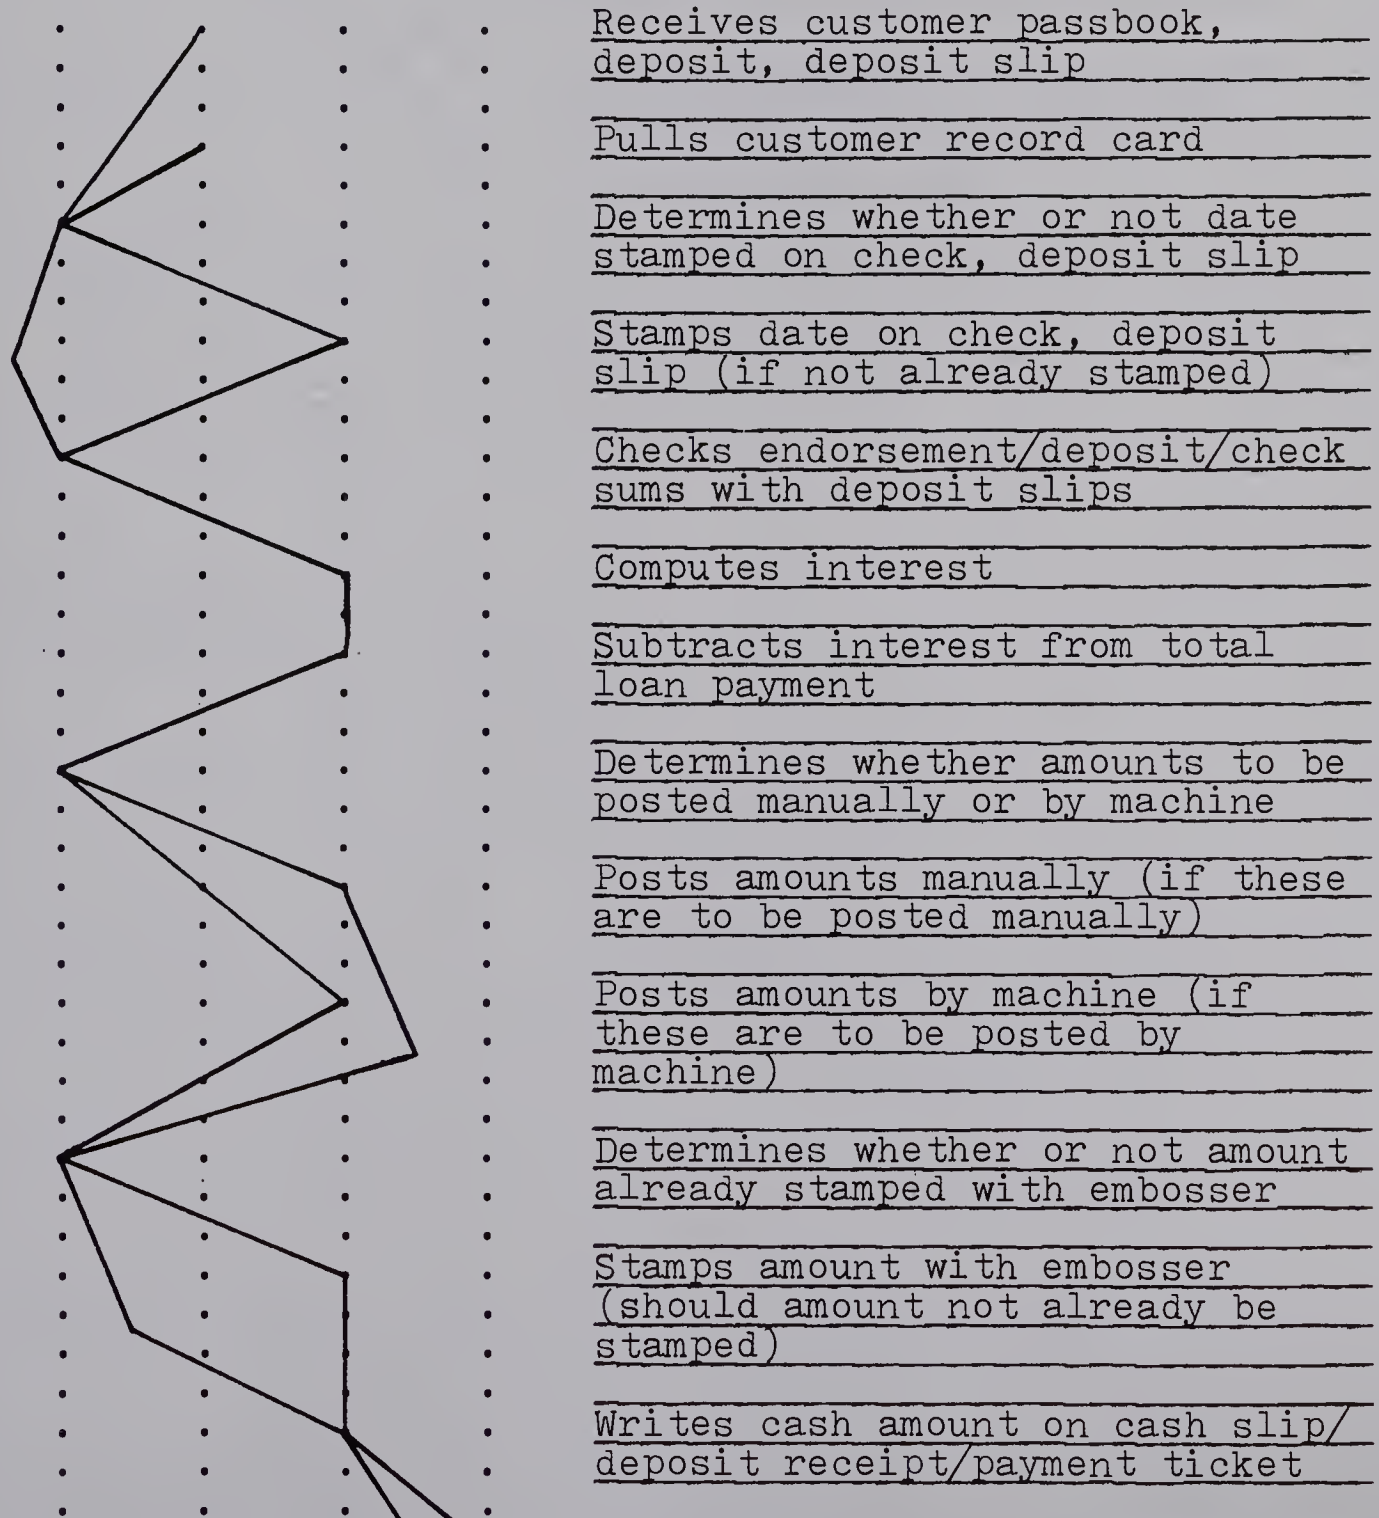 Receives customer passbook,
deposit, deposit slip
Pulls customer record card
Determines whether or not date
stamped on check, deposit slip
Stamps date on check, deposit
slip (if not already stamped)
Checks endorsement/deposit/check
sums with deposit slips
Computes interest
Subtracts interest from total
loan payment
Determines whether amounts to be
posted manually or by machine
Posts amounts manually (if these
are to be posted manually)
Posts amounts by machine (if
these are to be posted by
machine)
Determines whether or not amount
already stamped with embosser
Stamps amount with embosser
(should amount not already be
stamped)
Writes cash amount on cash slip/
deposit receipt/payment ticket